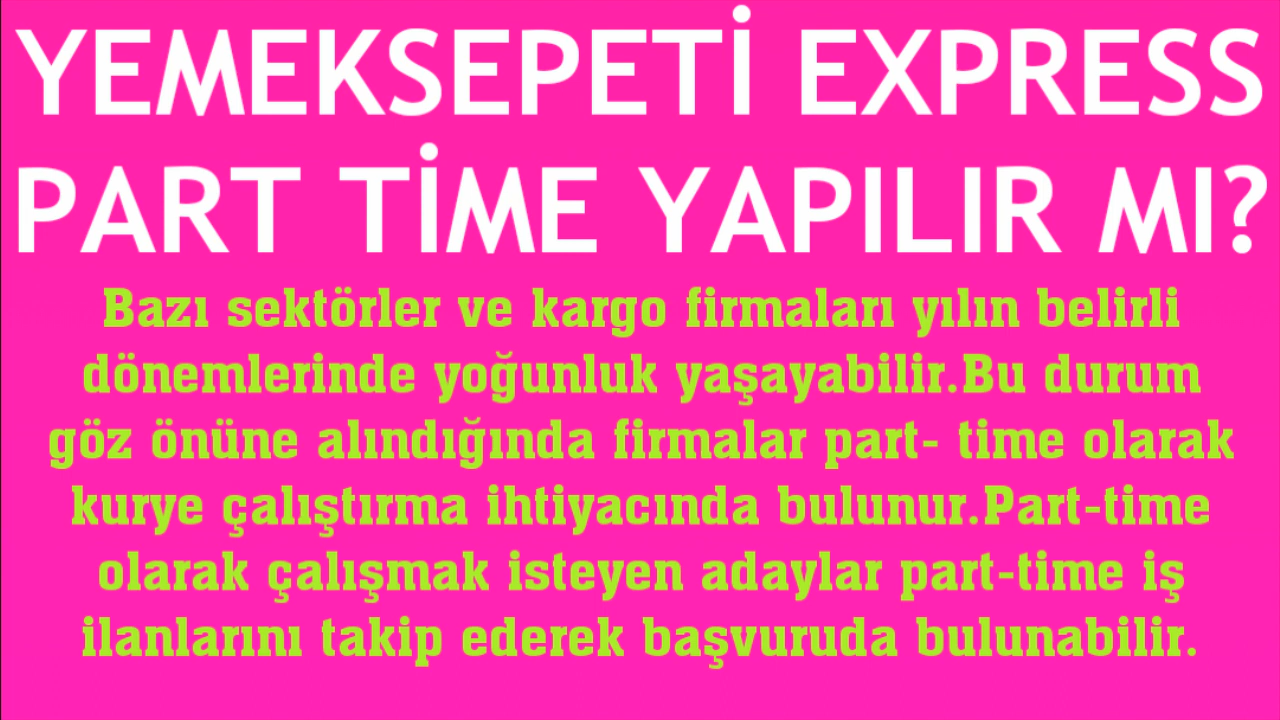 YEMEKSEPETİ EXPRESS
PART TİME YAPILIR MI?
Bazı sektörler ve kargo firmaları yılın belirli
dönemlerinde yoğunluk yaşayabilir.Bu durum
göz önüne alındığında firmalar part- time olarak
kurye çalıştırma ihtiyacında bulunur.Part-time
olarak çalışmak isteyen adaylar part-time iş
ilanlarını takip ederek başvuruda bulunabilir.